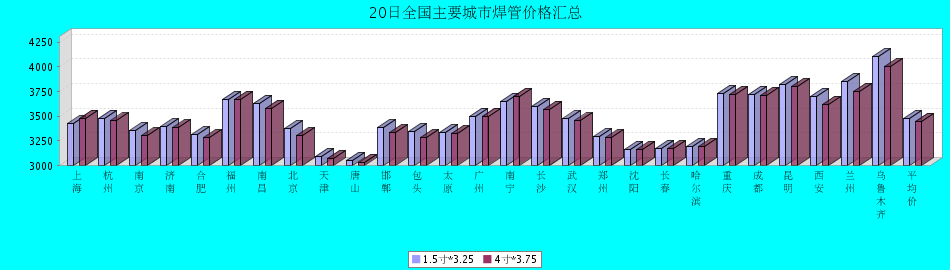 20日全国主要城市焊管价格汇总
4250
4000
3750
3500
3250
3000
上海
杭州
南京
济南
合肥
福州
南昌
北京
天津
唐山
邯郸
包头
太原
广州
南宁
长沙
武汉
郑州
沈阳
长春
哈尔滨
重庆
成都
昆明
西安
兰州
乌鲁木齐
平均价
1.5寸*3.25
4寸*3.75